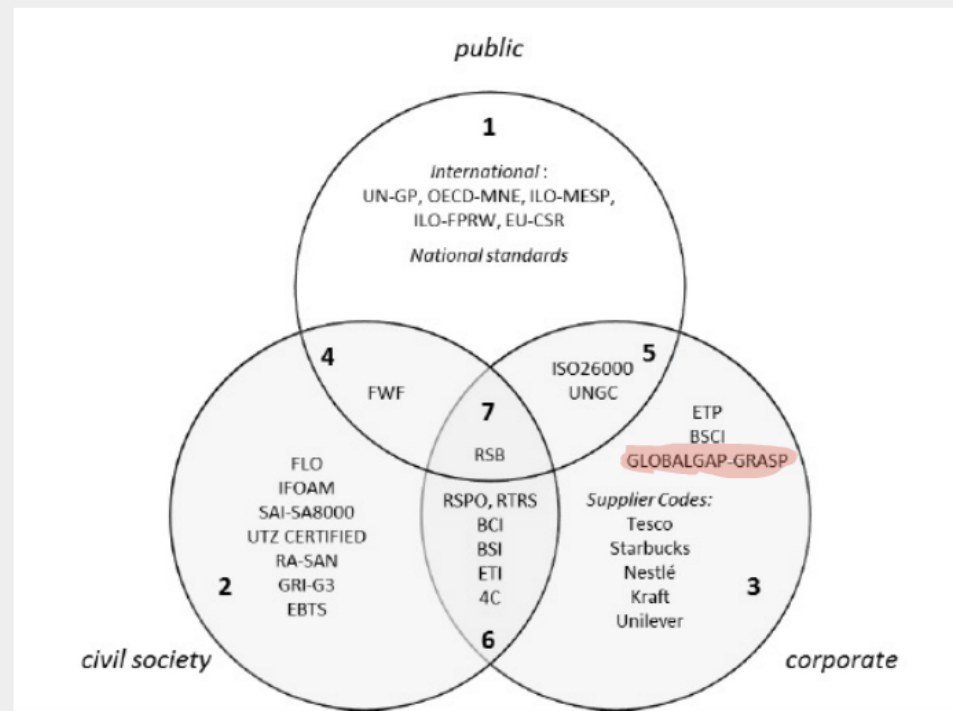 public
1
International :
UN-GP, OECD-MNE, ILO-MESP,
ILO-FPRW, EU-CSR
National standards
4
FWF
5
ISO26000
UNGC
7
RSB
ETP
BSCI
GLOBALGAP-GRASP
Supplier Codes:
Tesco
Starbucks
Nestlé
Kraft
Unilever
3
FLO
IFOAM
SAI-SA8000
UTZ CERTIFIED
RA-SAN
GRI-G3
EBTS
2
RSPO, RTRS
BCI
BSI
ETI
4C
6
civil society
corporate